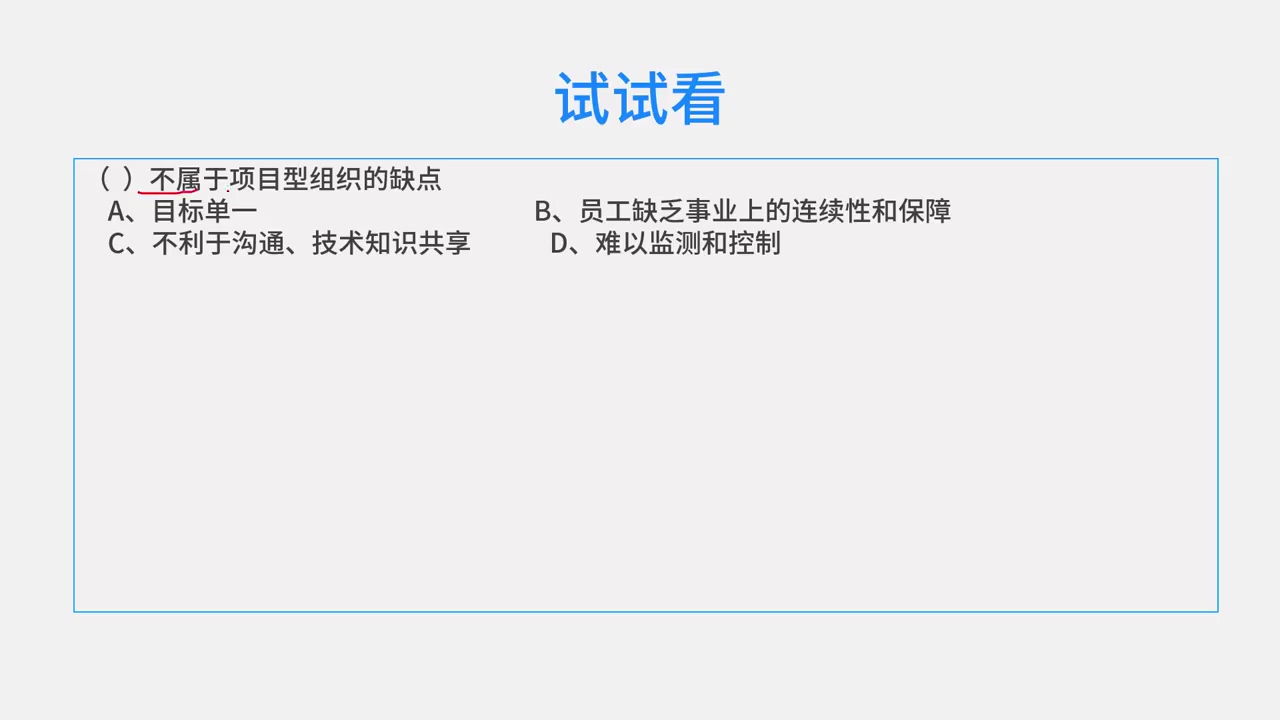 试试看
（ ）不属于项目型组织的缺点
A、目标单一 B、员工缺乏事业上的连续性和保障
C、不利于沟通、技术知识共享 D、难以监测和控制